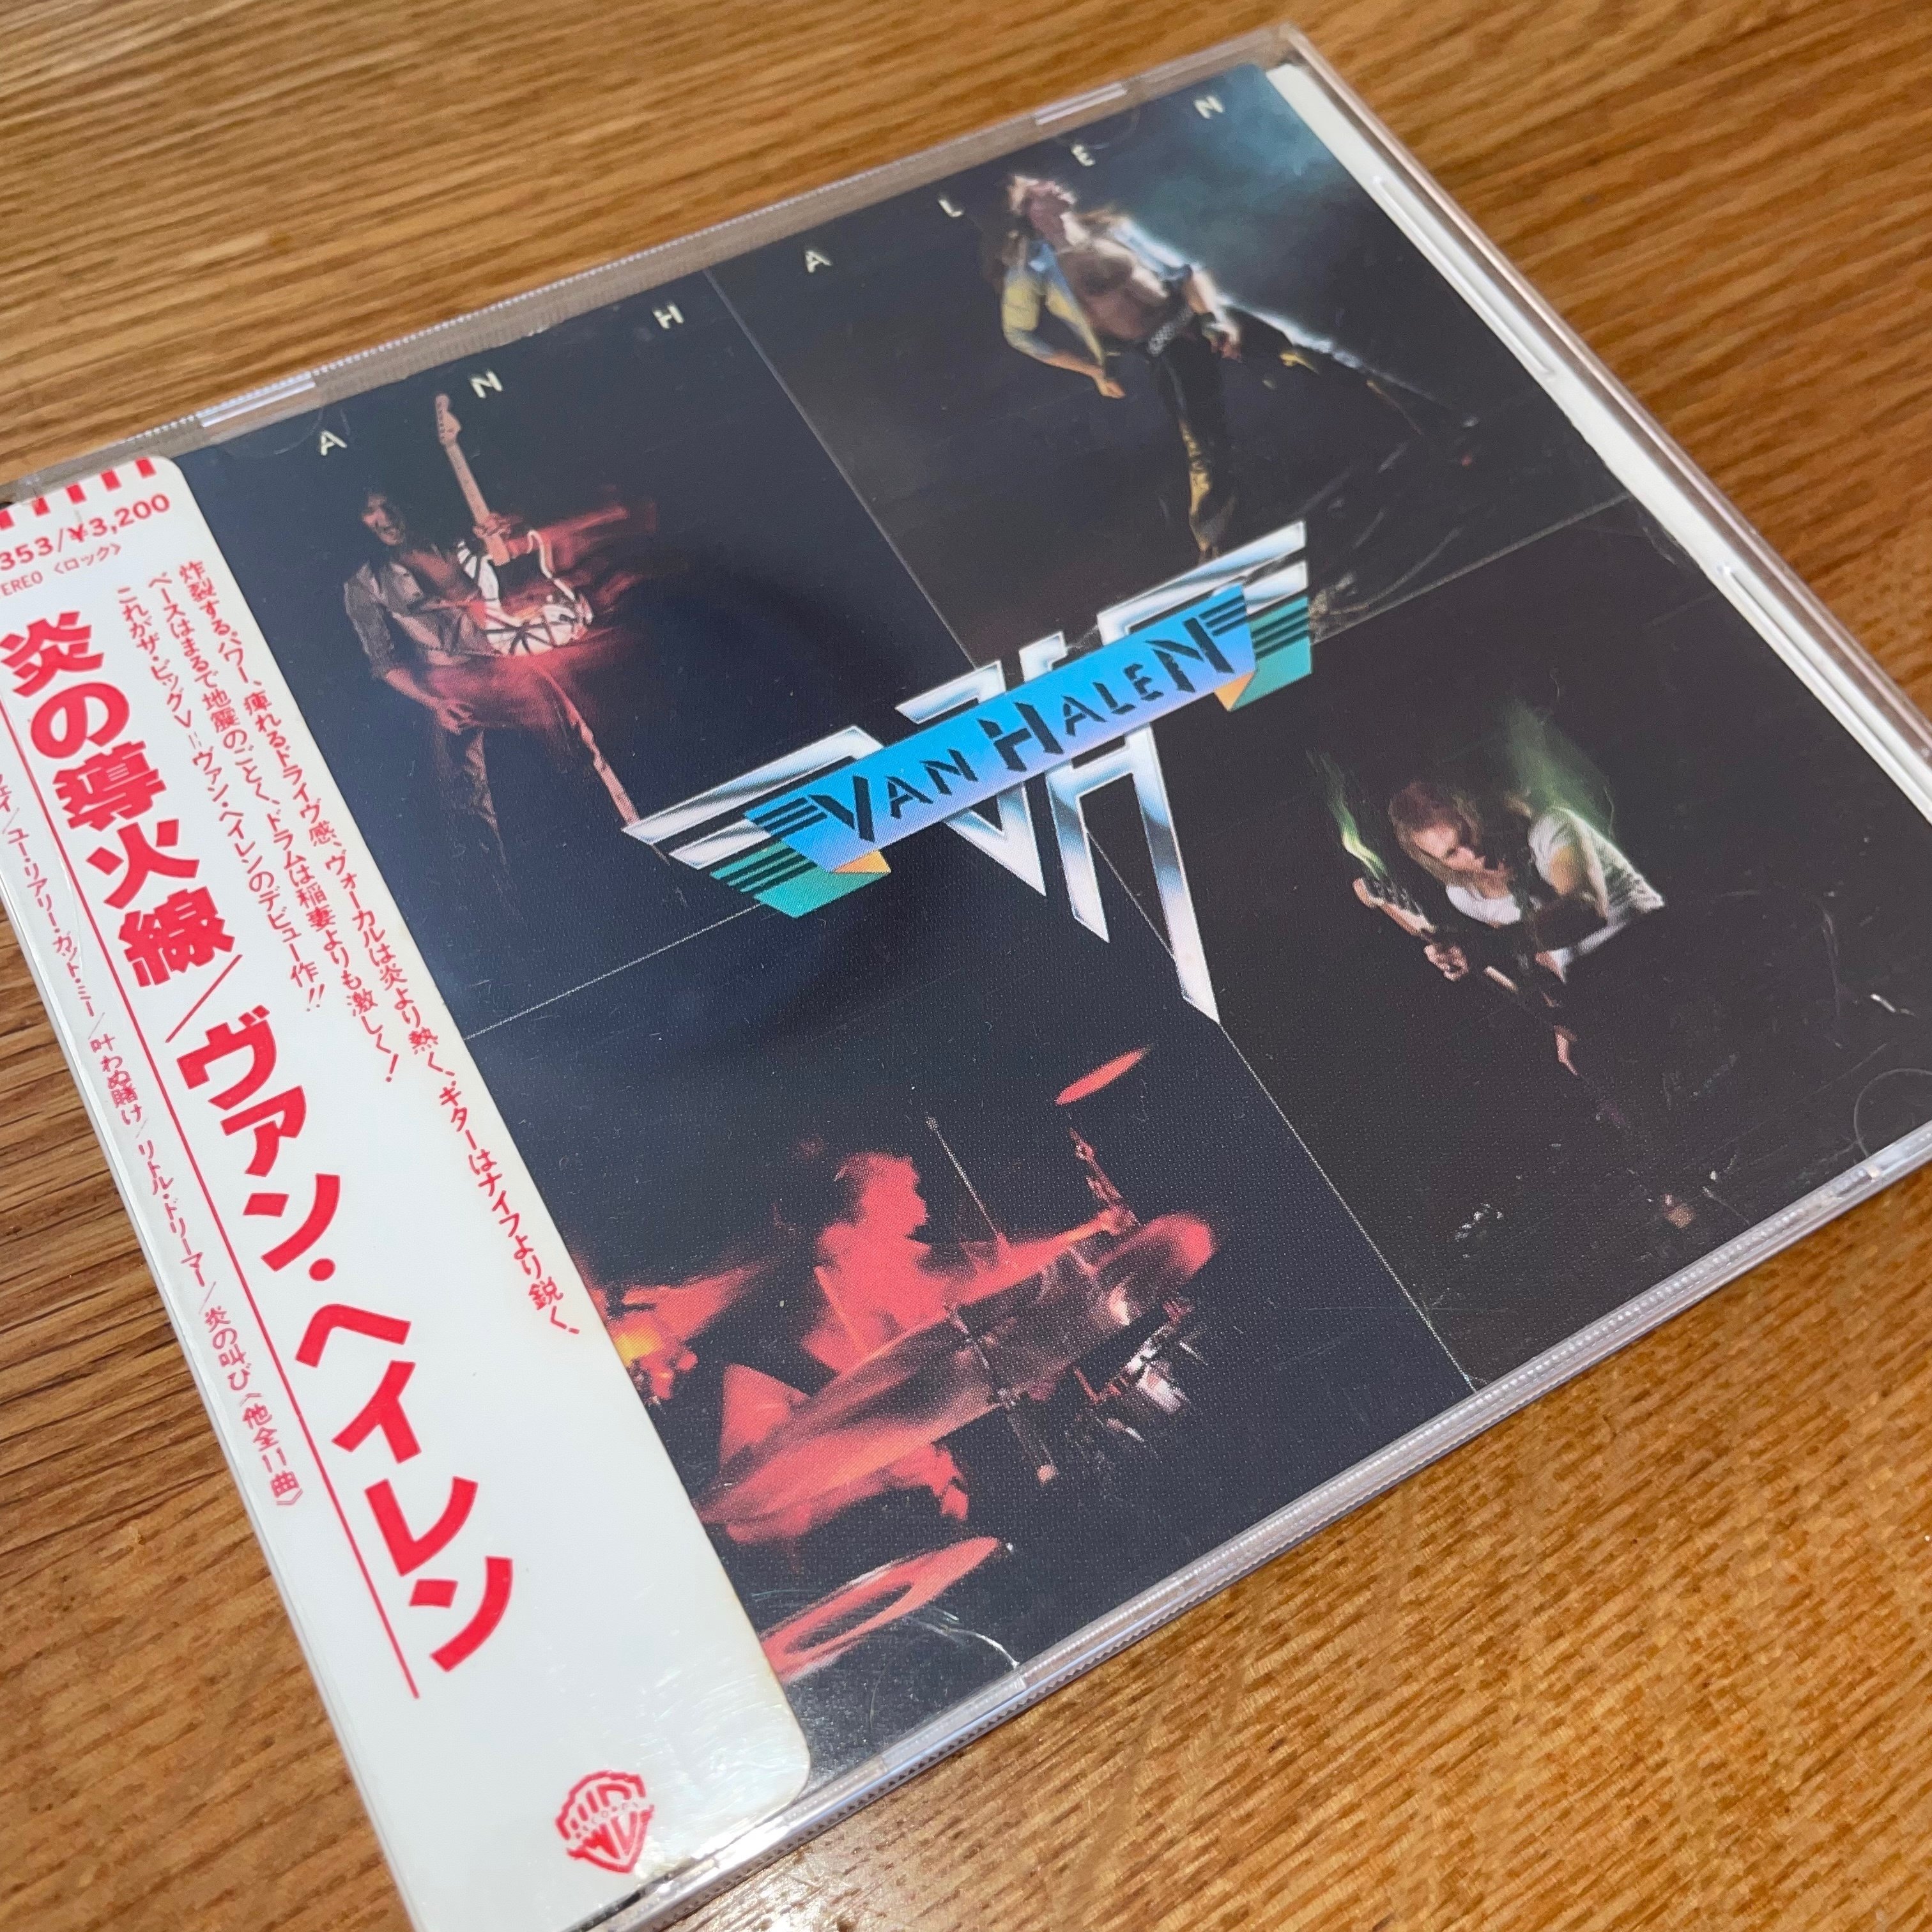 A N H A L E N
VAN HALEN
353/¥3,200
EREO〈ロック〉
炸裂するパワー、痺れるドライヴ感、ヴォーカルは炎より熱く、ギターはナイフより鋭く、
ベースはまるで地震のごとく、ドラムは稲妻よりも激しく!
これがザ・ビッグV=ヴァン・ヘイレンのデビュー作!!
炎の導火線/ヴァン・ヘイレン
ユー・リアリー・ガット・ミー/叶わぬ賭け/リトル・ドリーマー/炎の叫び《他全11曲》
RECORDS